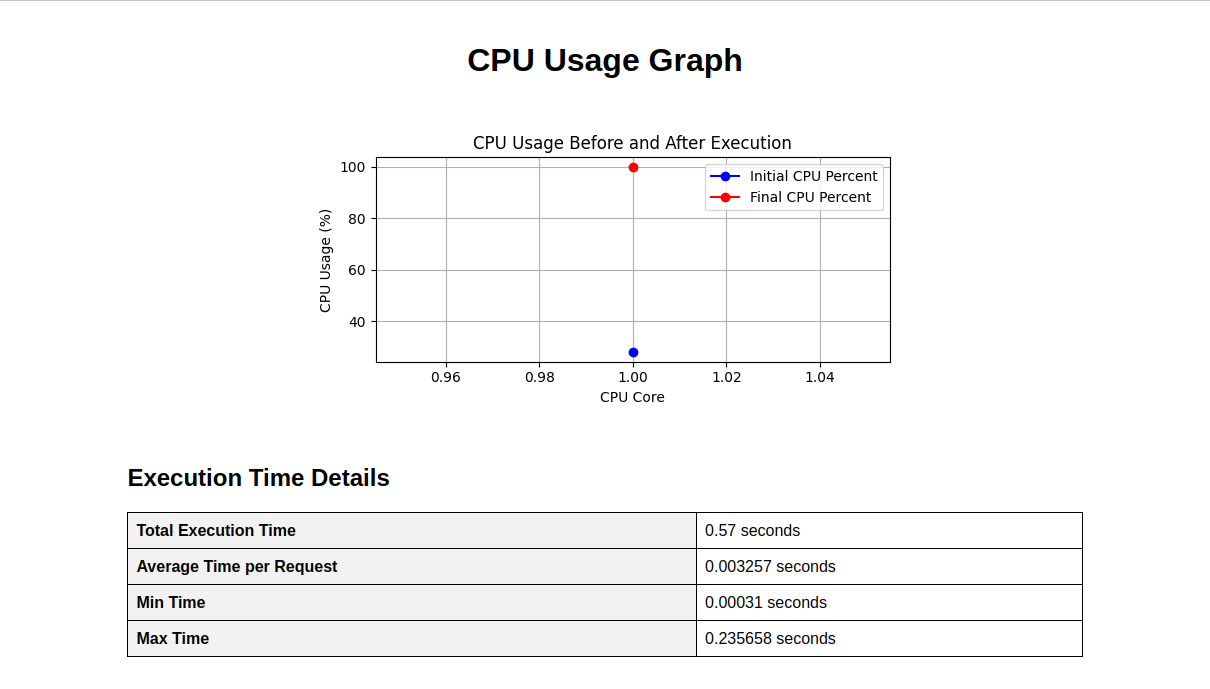 CPU Usage Graph
CPU Usage Before and After Execution
CPU Usage (%)
100
80
60
40
Initial CPU Percent
Final CPU Percent
0.96 0.98 1.00 1.02 1.04
CPU Core
Execution Time Details
Total Execution Time 0.57 seconds
Average Time per Request 0.003257 seconds
Min Time 0.00031 seconds
Max Time 0.235658 seconds